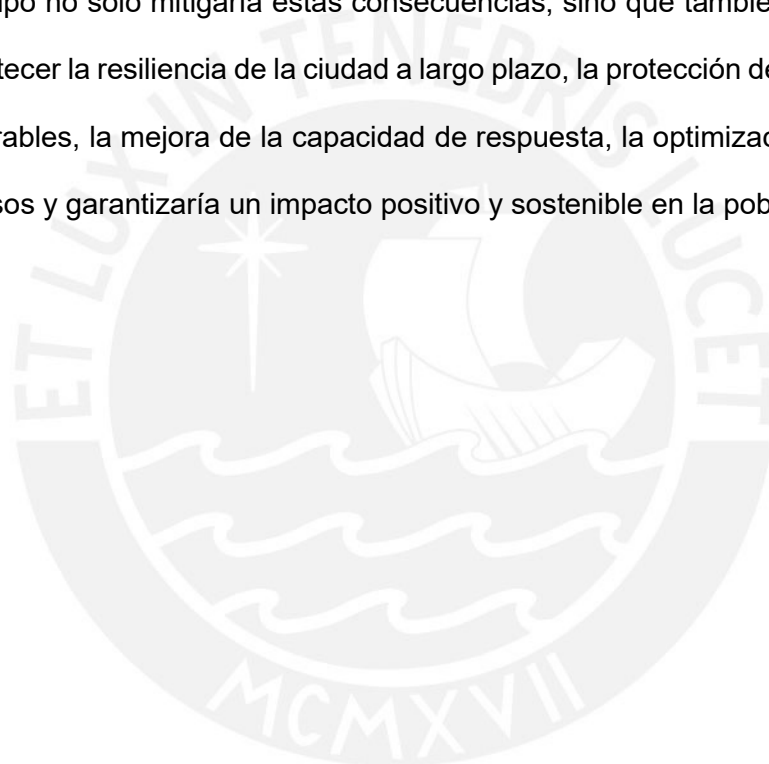 ipo no solo mitigaría estas consecuencias, sino que tambié
tecer la resiliencia de la ciudad a largo plazo, la protección de
rables, la mejora de la capacidad de respuesta, la optimizac
sos y garantizaría un impacto positivo y sostenible en la pob
ET LUX IN TENEBRIS LUCET
MCMXVII